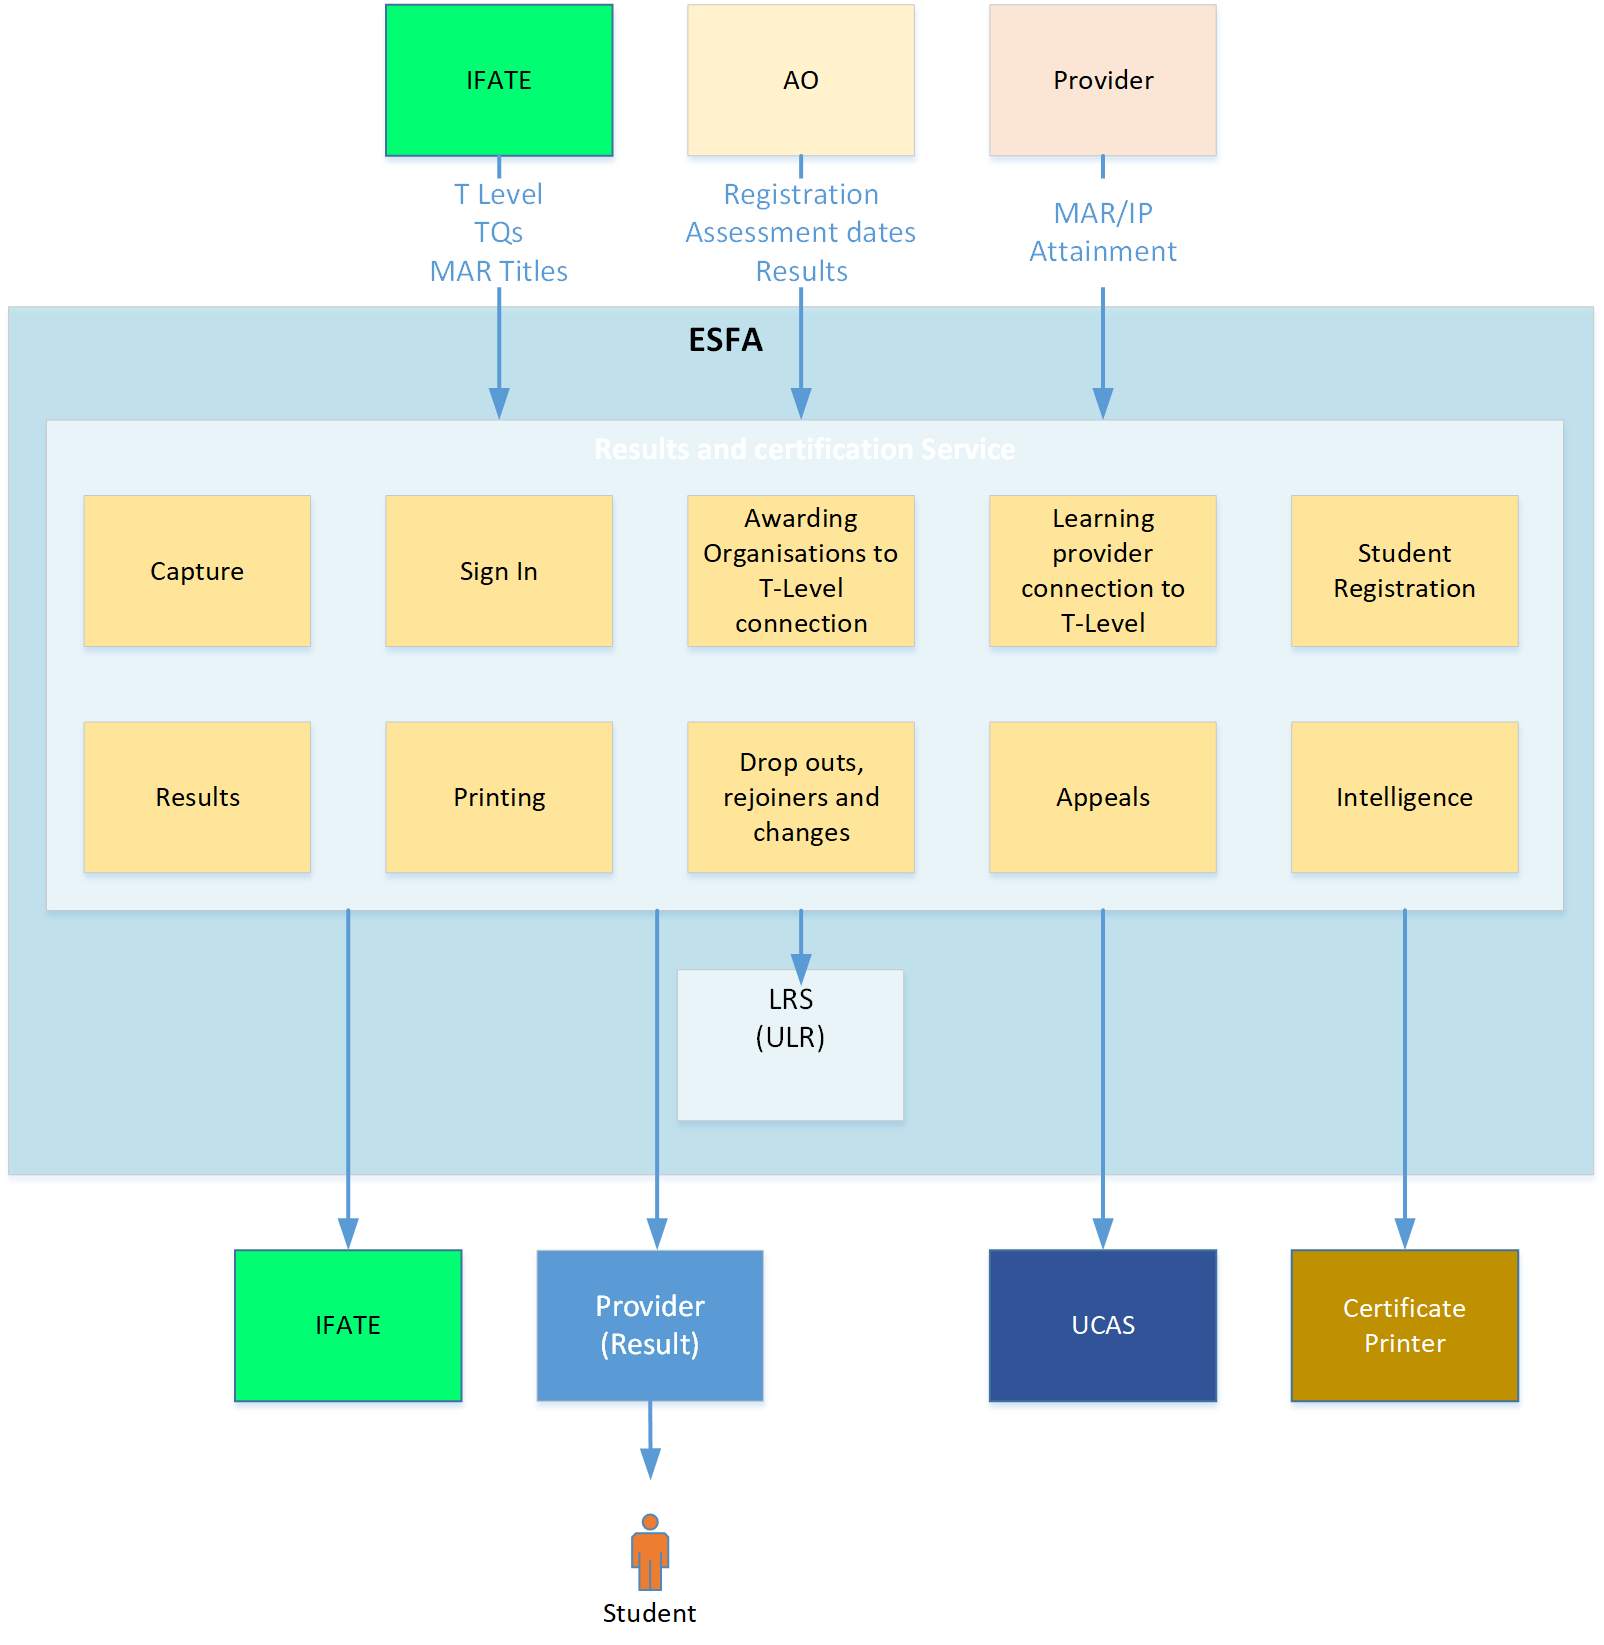 IFATE
AO
Provider
T Level
TQs
MAR Titles
Registration
Assessment dates
Results
MAR/IP
Attainment
ESFA
Results and certification Service
Capture
Sign In
Awarding
Organisations to
T-Level
connection
Learning
provider
connection to
T-Level
Student
Registration
Results
Printing
Drop outs,
rejoiners and
changes
Appeals
Intelligence
LRS
(ULR)
IFATE
Provider
(Result)
UCAS
Certificate
Printer
Student